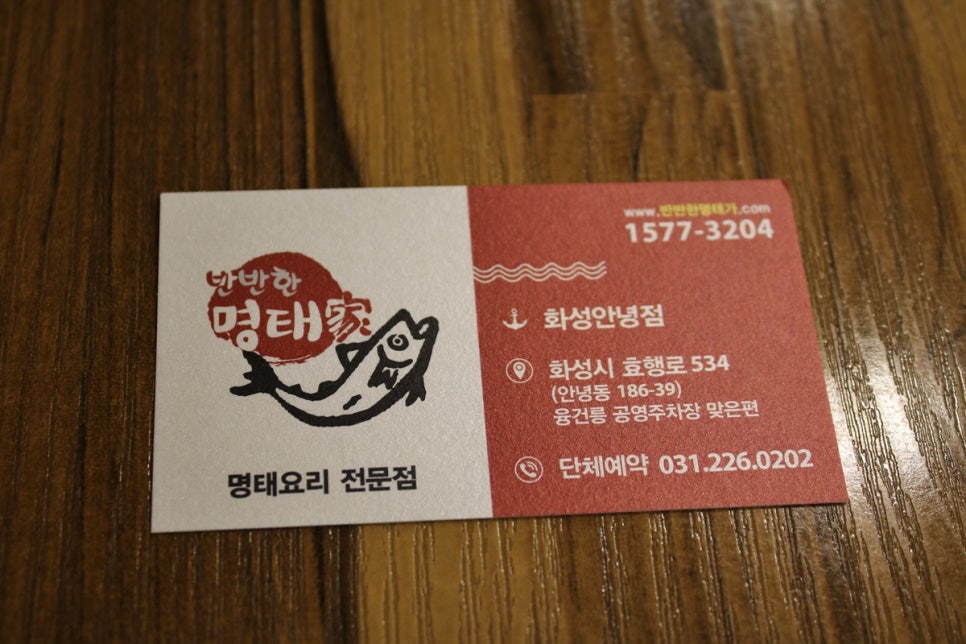 반반한
명태家
명태요리 전문점
www.반반한명태가.com
1577-3204
화성안녕점
화성시 효행로 534
(안녕동 186-39)
융건릉 공영주차장 맞은편
단체예약 031.226.0202